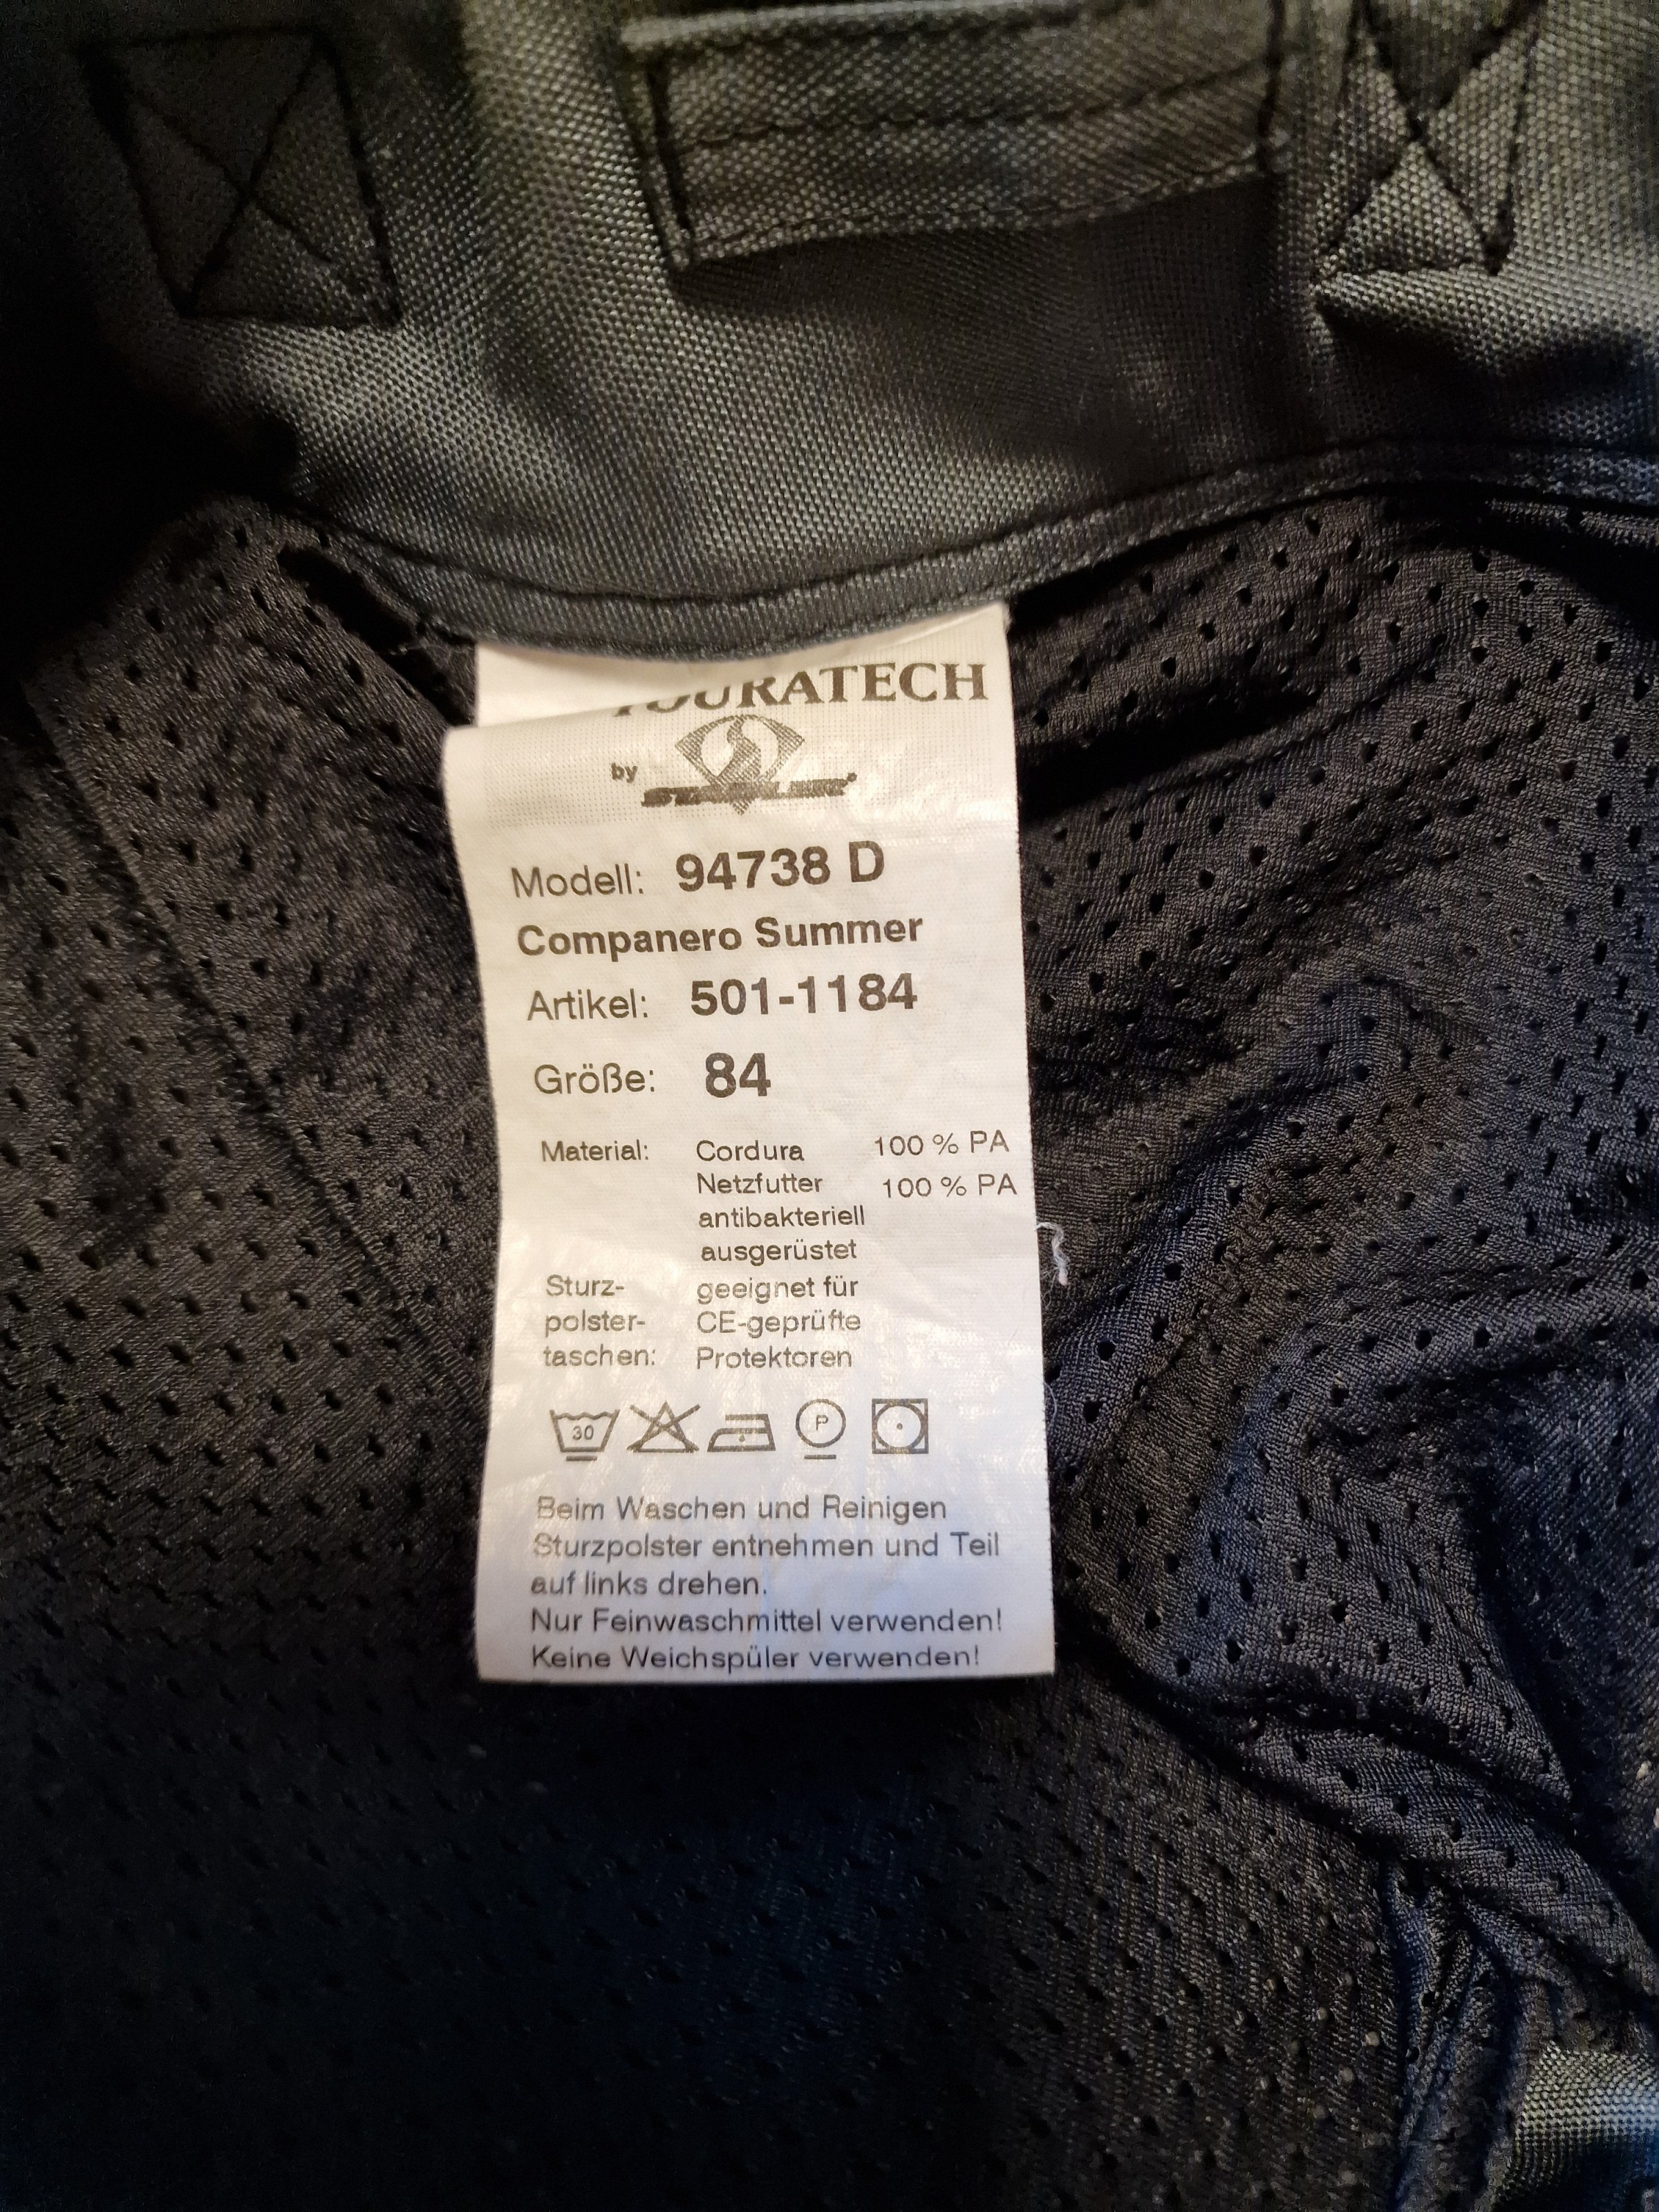 TOURATECH
by STADLER
Modell: 94738 D
Companero Summer
Artikel: 501-1184
Größe: 84
Material: Cordura 100 % PA
Netzfutter 100 % PA
antibakteriell
ausgerüstet
Sturz- geeignet für
polster- CE-geprüfte
taschen: Protektoren
30 P
Beim Waschen und Reinigen
Sturzpolster entnehmen und Teil
auf links drehen.
Nur Feinwaschmittel verwenden!
Keine Weichspüler verwenden!